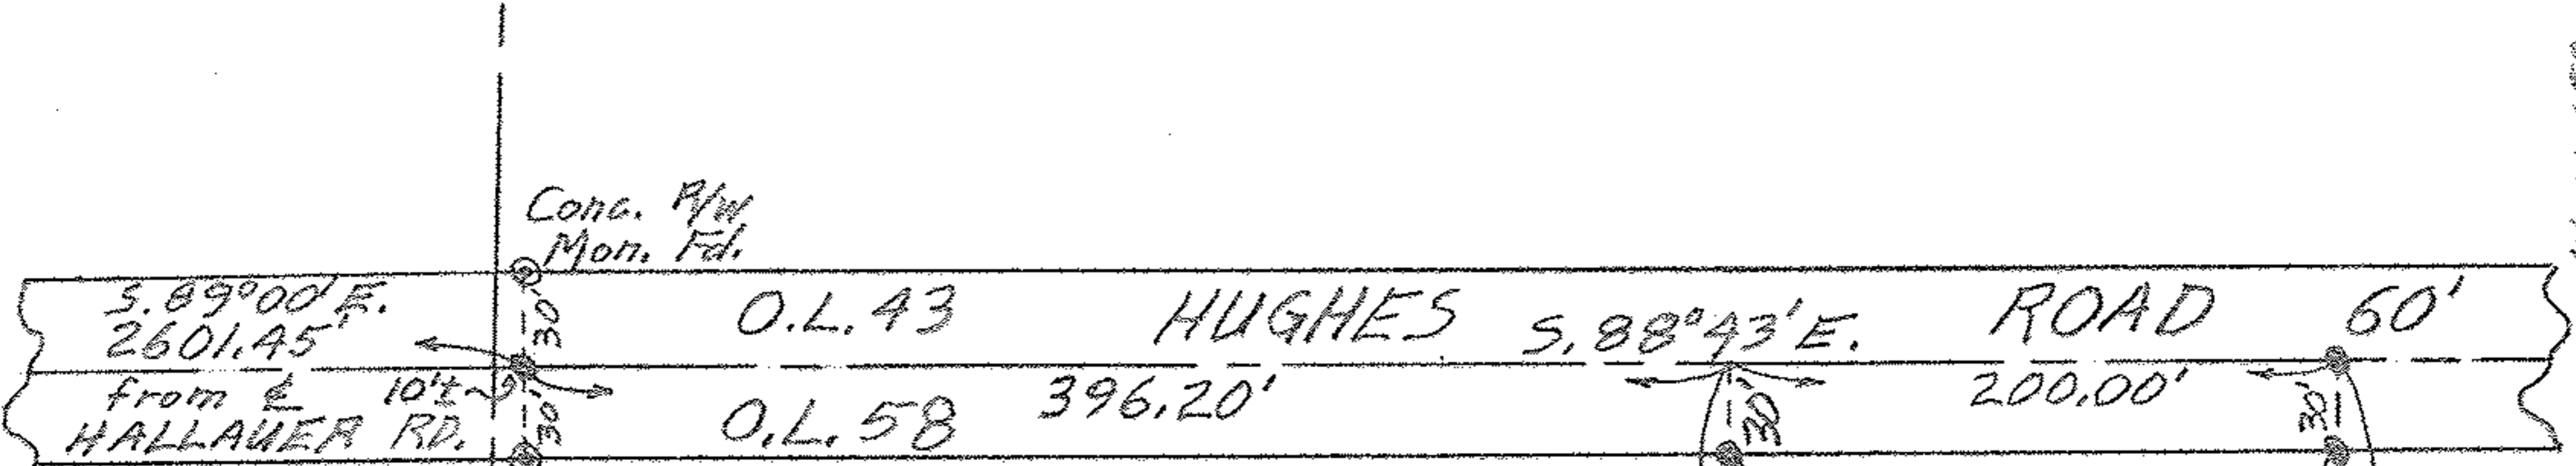 Conc. R/W
Mon. Fd.
S. 89°00' E.
2601.45'
30'
O.L. 43
HUGHES
S. 88°43' E.
ROAD
60'
from ℄
10'±
HALLAUER RD.
30'
O.L. 58
396.20'
30'
200.00'
30'